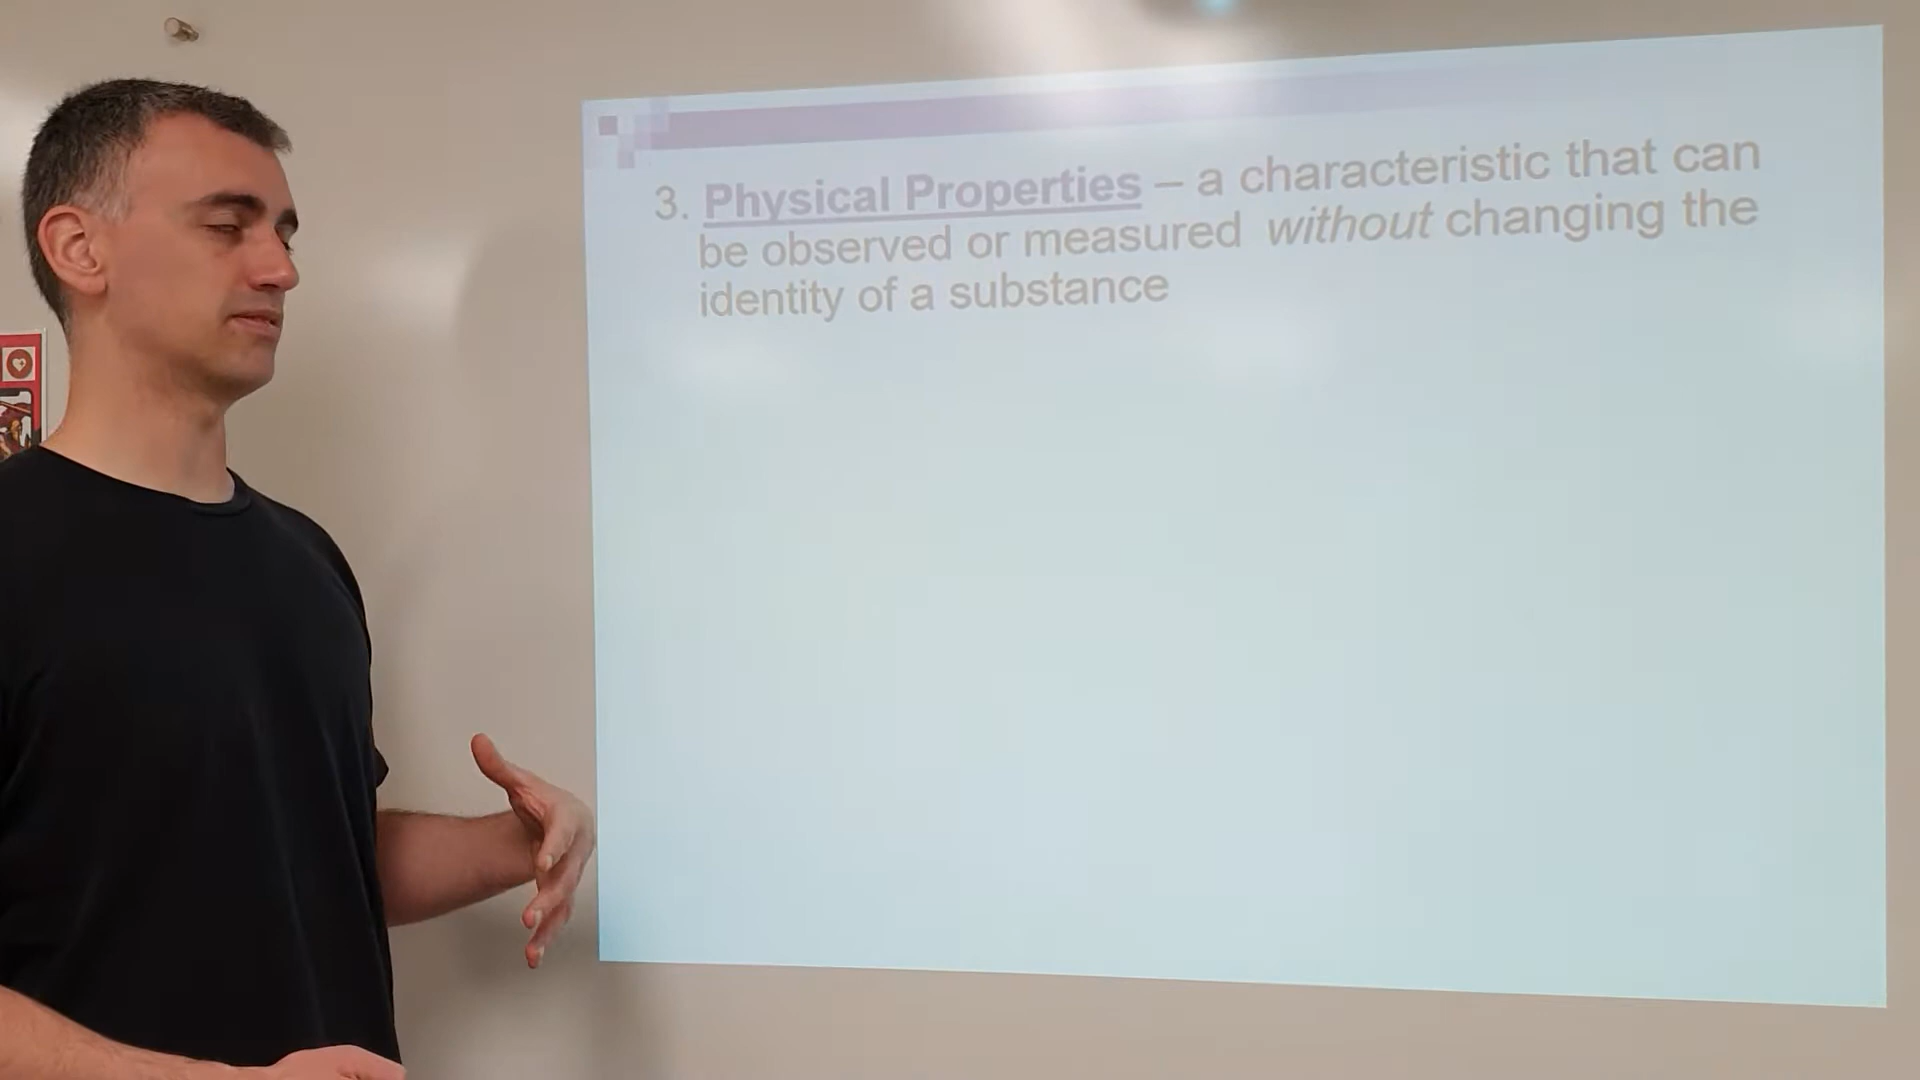 3. Physical Properties – a characteristic that can
be observed or measured without changing the
identity of a substance